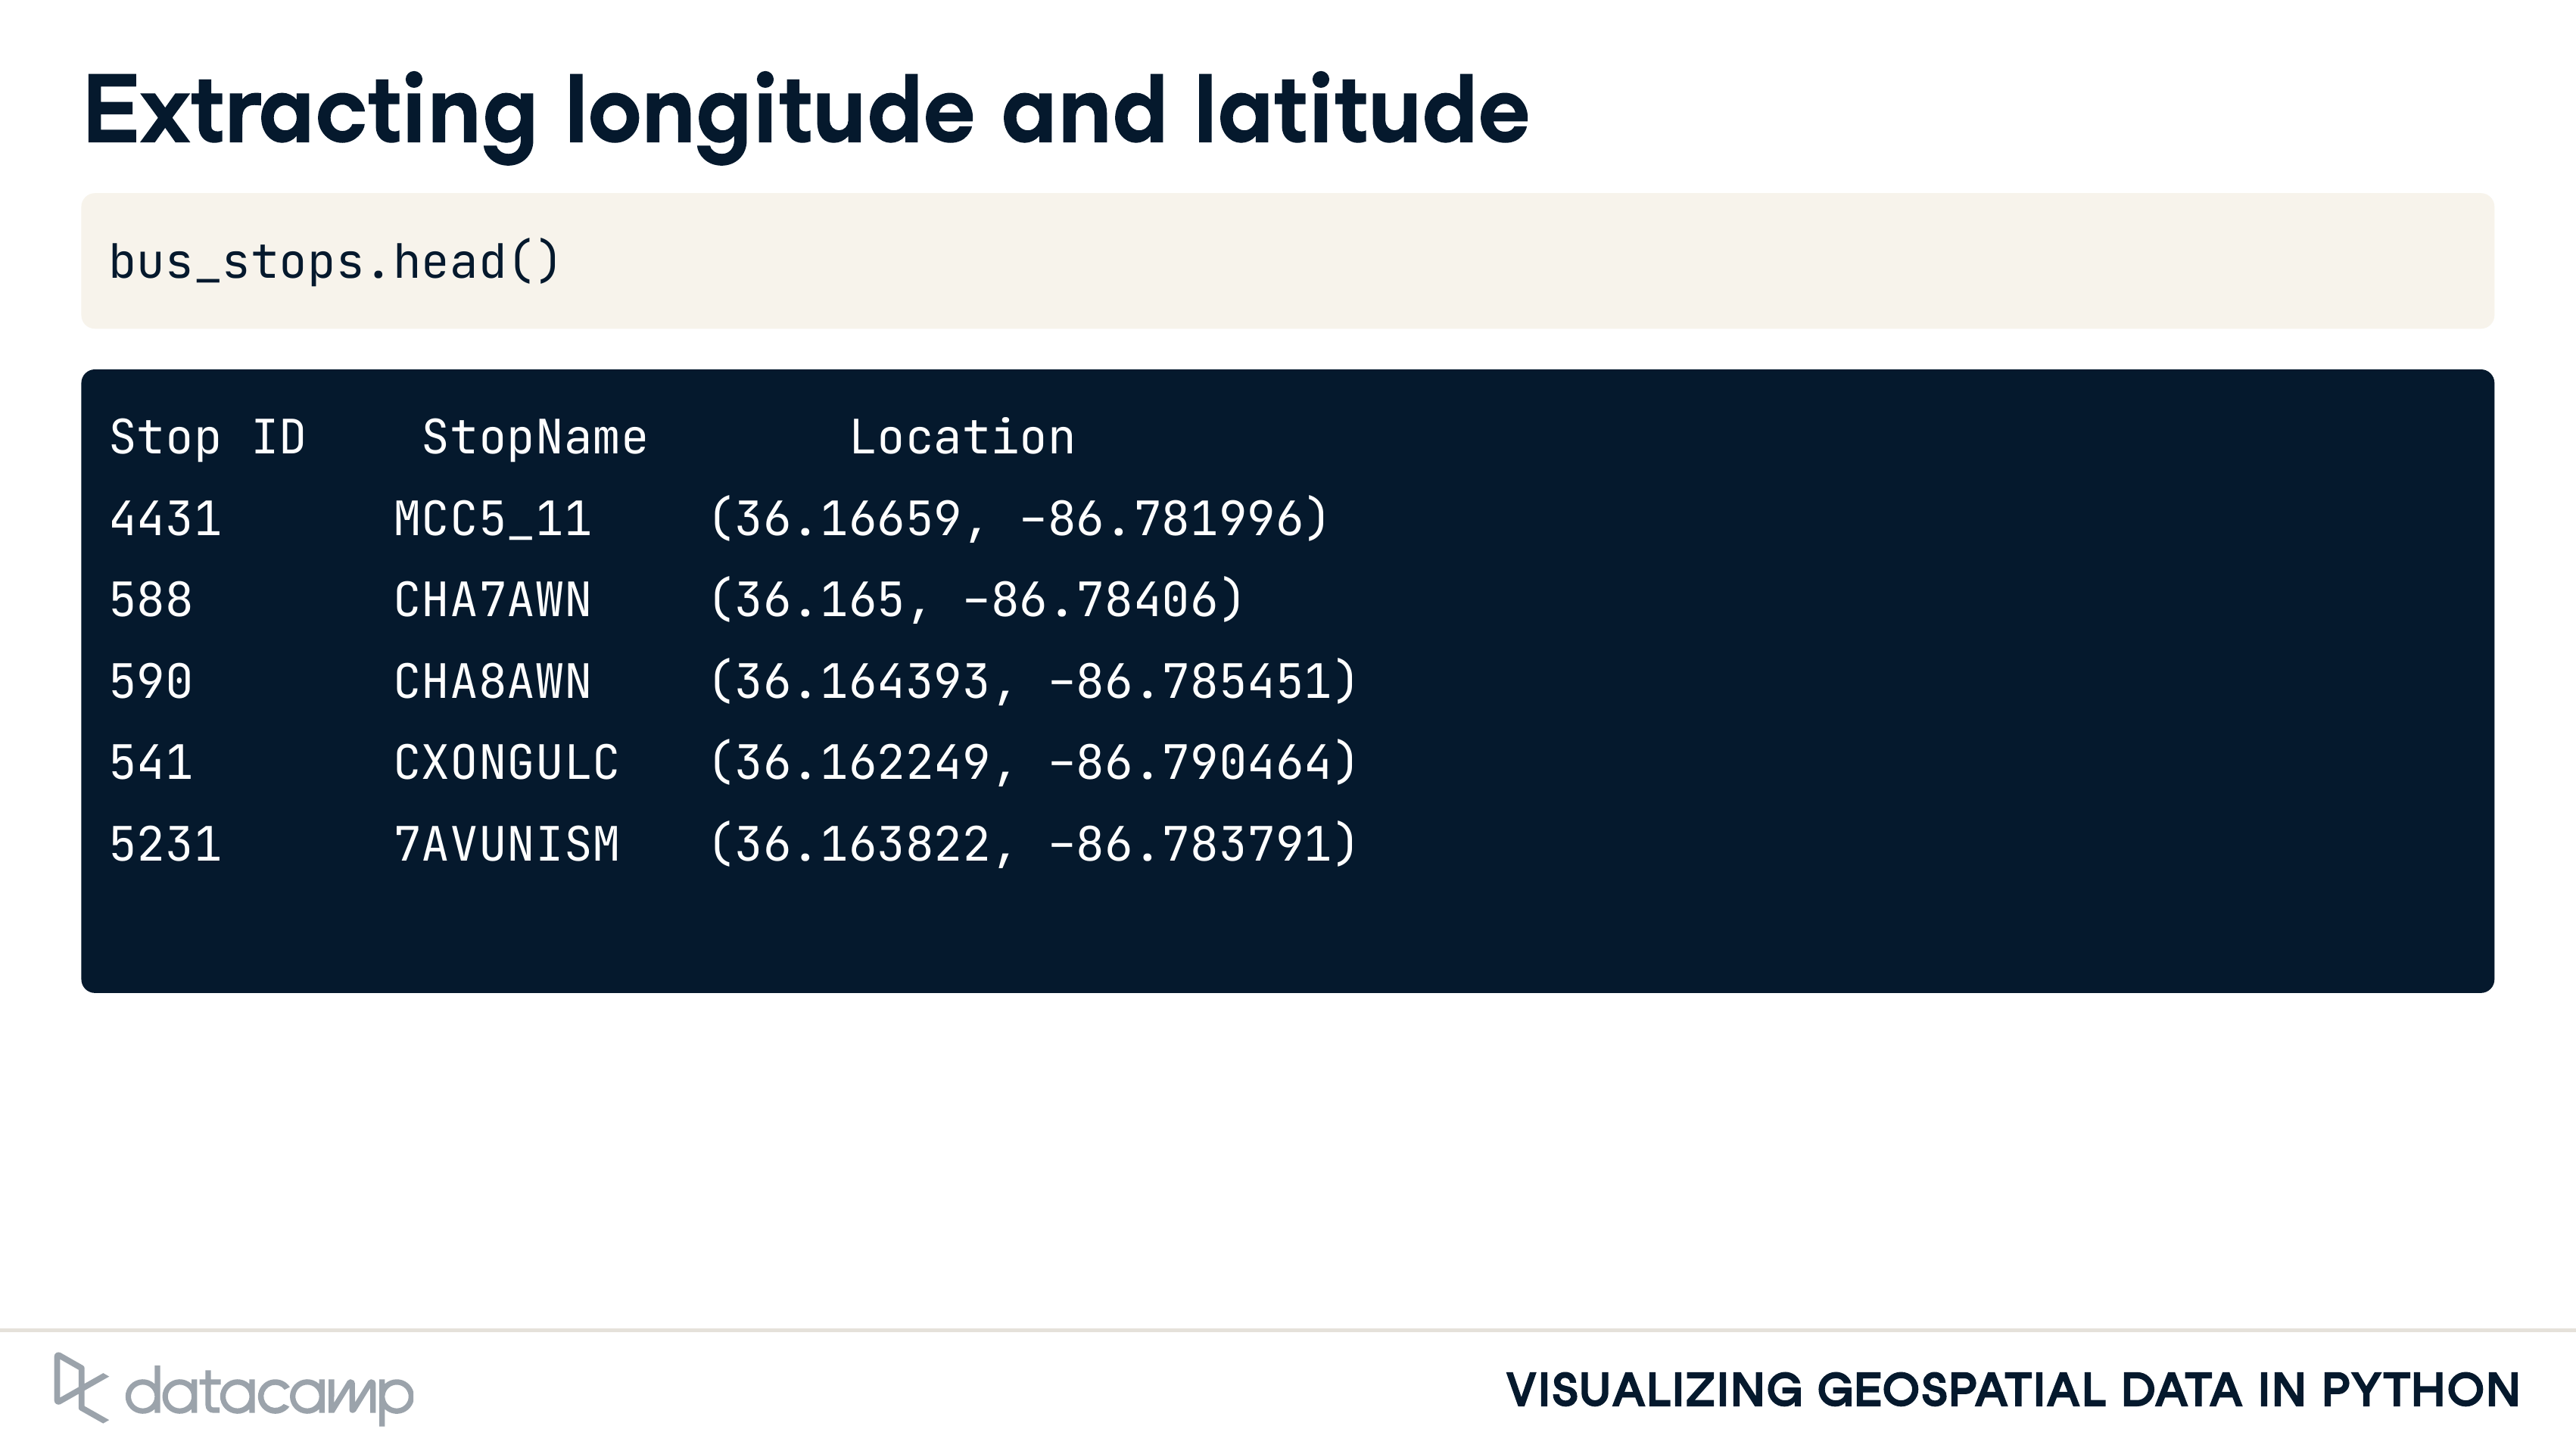 Extracting longitude and latitude
bus_stops.head()
Stop ID    StopName       Location
4431      MCC5_11    (36.16659, -86.781996)
588       CHA7AWN    (36.165, -86.78406)
590       CHA8AWN    (36.164393, -86.785451)
541       CXONGULC   (36.162249, -86.790464)
5231      7AVUNISM   (36.163822, -86.783791)
datacamp
VISUALIZING GEOSPATIAL DATA IN PYTHON